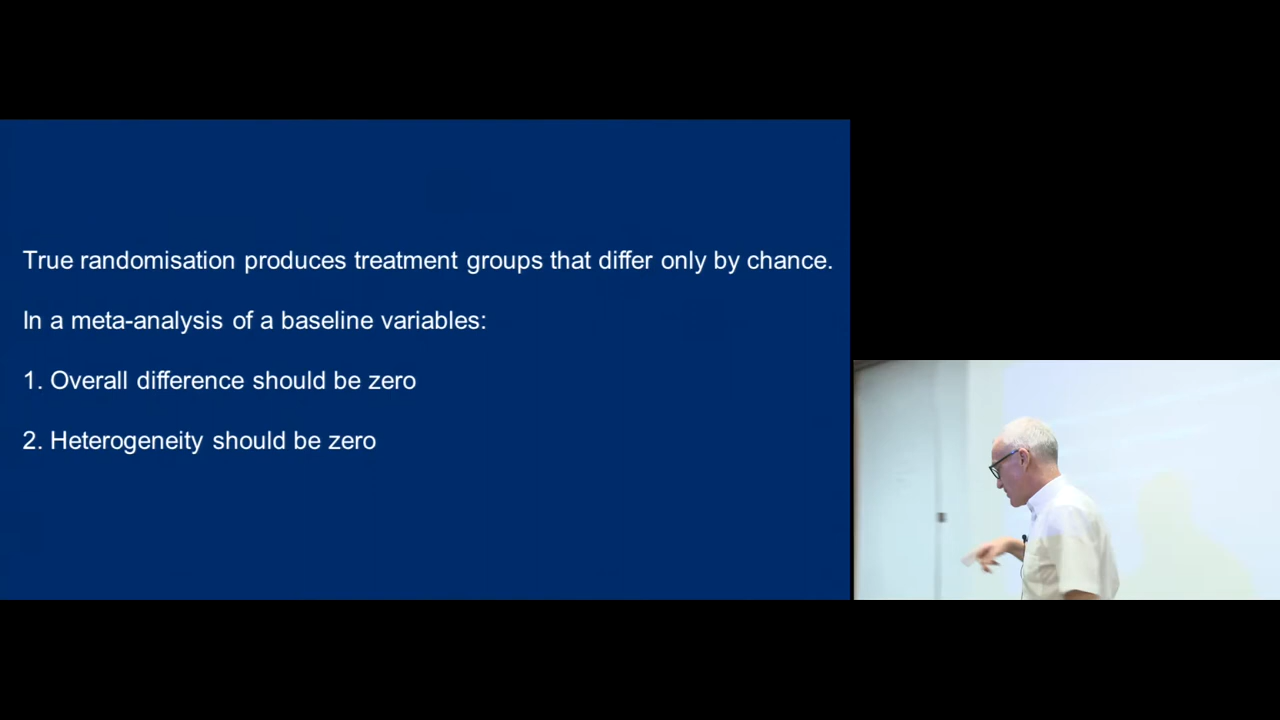 True randomisation produces treatment groups that differ only by chance.
In a meta-analysis of a baseline variables:
1. Overall difference should be zero
2. Heterogeneity should be zero